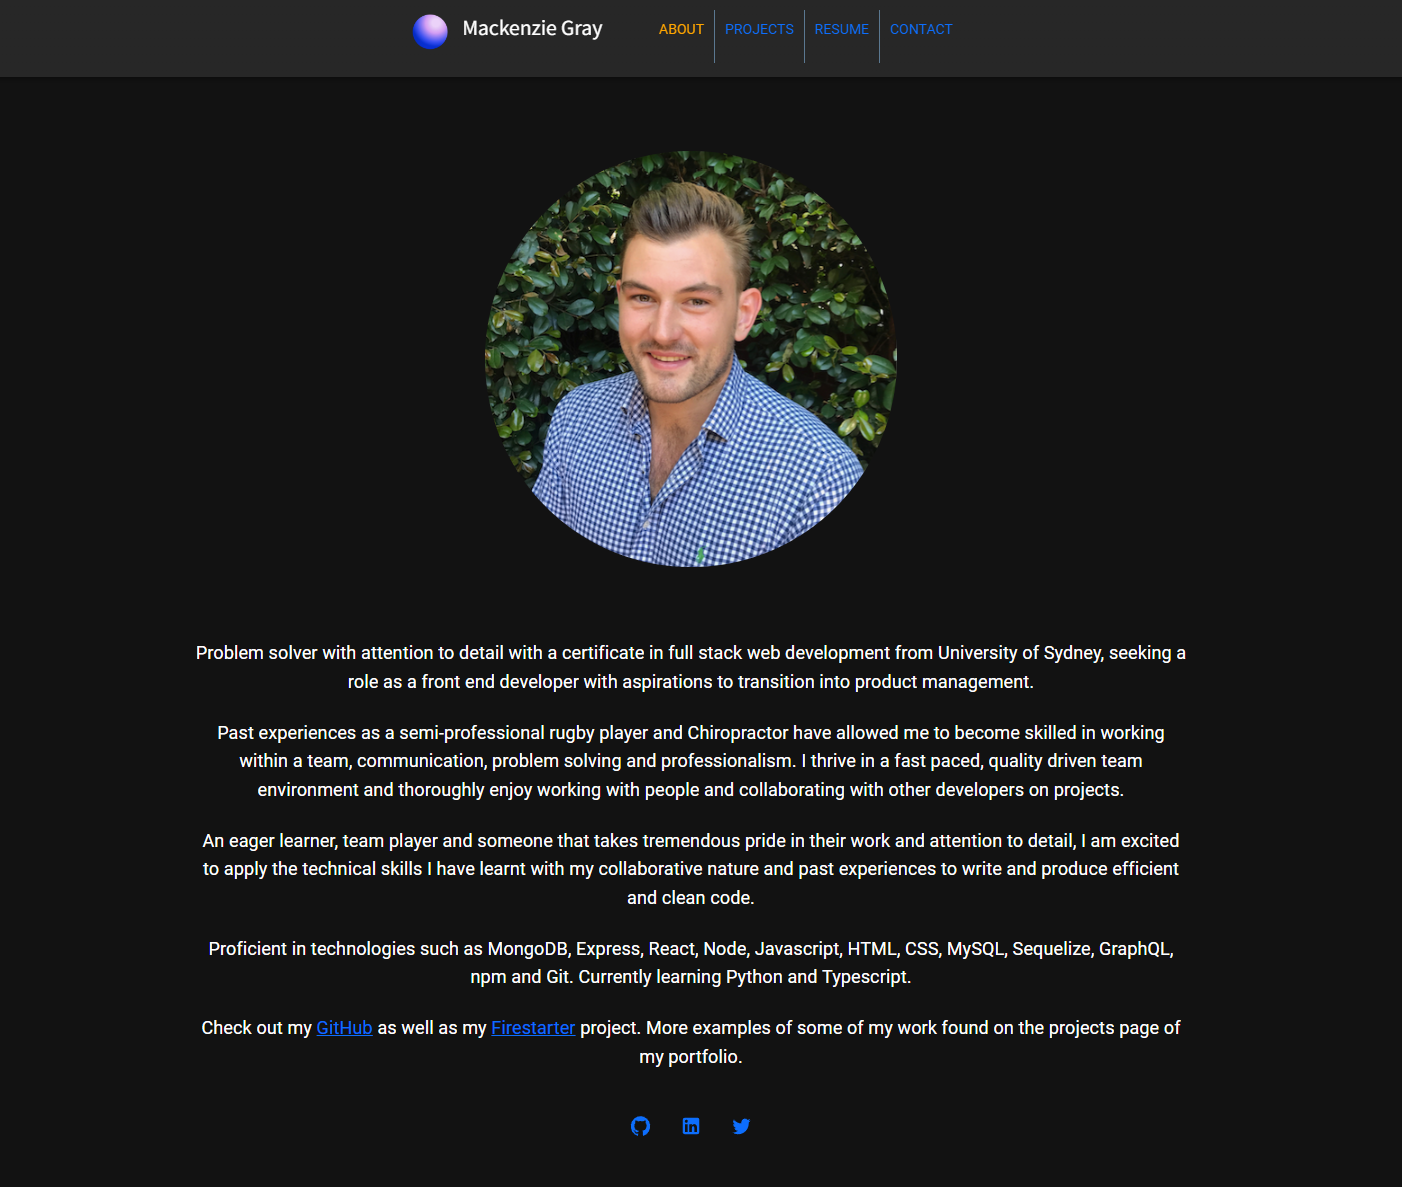 Mackenzie Gray
ABOUT
PROJECTS
RESUME
CONTACT
Problem solver with attention to detail with a certificate in full stack web development from University of Sydney, seeking a
role as a front end developer with aspirations to transition into product management.
Past experiences as a semi-professional rugby player and Chiropractor have allowed me to become skilled in working
within a team, communication, problem solving and professionalism. I thrive in a fast paced, quality driven team
environment and thoroughly enjoy working with people and collaborating with other developers on projects.
An eager learner, team player and someone that takes tremendous pride in their work and attention to detail, I am excited
to apply the technical skills I have learnt with my collaborative nature and past experiences to write and produce efficient
and clean code.
Proficient in technologies such as MongoDB, Express, React, Node, Javascript, HTML, CSS, MySQL, Sequelize, GraphQL,
npm and Git. Currently learning Python and Typescript.
Check out my GitHub as well as my Firestarter project. More examples of some of my work found on the projects page of
my portfolio.